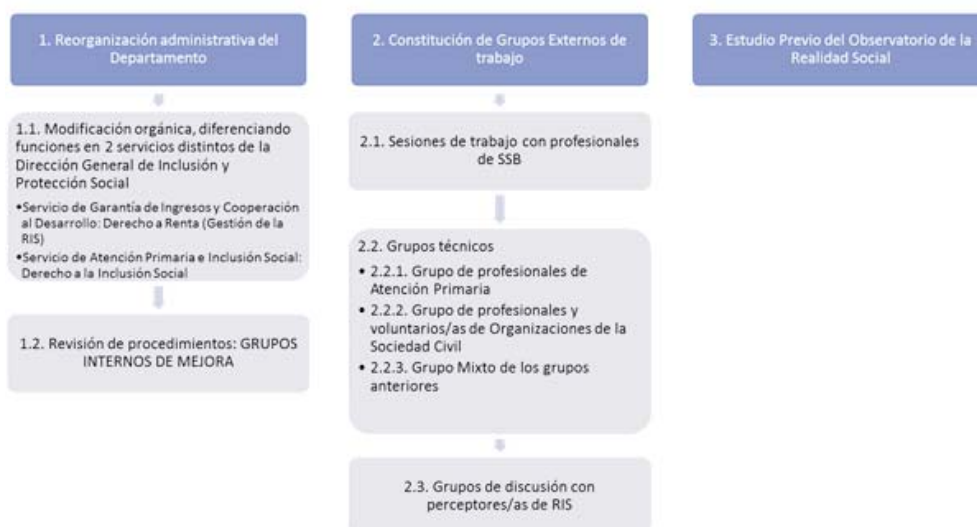 1. Reorganización administrativa del
Departamento
1.1. Modificación orgánica, diferenciando
funciones en 2 servicios distintos de la
Dirección General de Inclusión y
Protección Social
•Servicio de Garantía de Ingresos y Cooperación
al Desarrollo: Derecho a Renta (Gestión de la
RIS)
•Servicio de Atención Primaria e Inclusión Social:
Derecho a la Inclusión Social
1.2. Revisión de procedimientos: GRUPOS
INTERNOS DE MEJORA
2. Constitución de Grupos Externos de
trabajo
2.1. Sesiones de trabajo con profesionales
de SSB
2.2. Grupos técnicos
• 2.2.1. Grupo de profesionales de
Atención Primaria
• 2.2.2. Grupo de profesionales y
voluntarios/as de Organizaciones de la
Sociedad Civil
• 2.2.3. Grupo Mixto de los grupos
anteriores
2.3. Grupos de discusión con
perceptores/as de RIS
3. Estudio Previo del Observatorio de la
Realidad Social